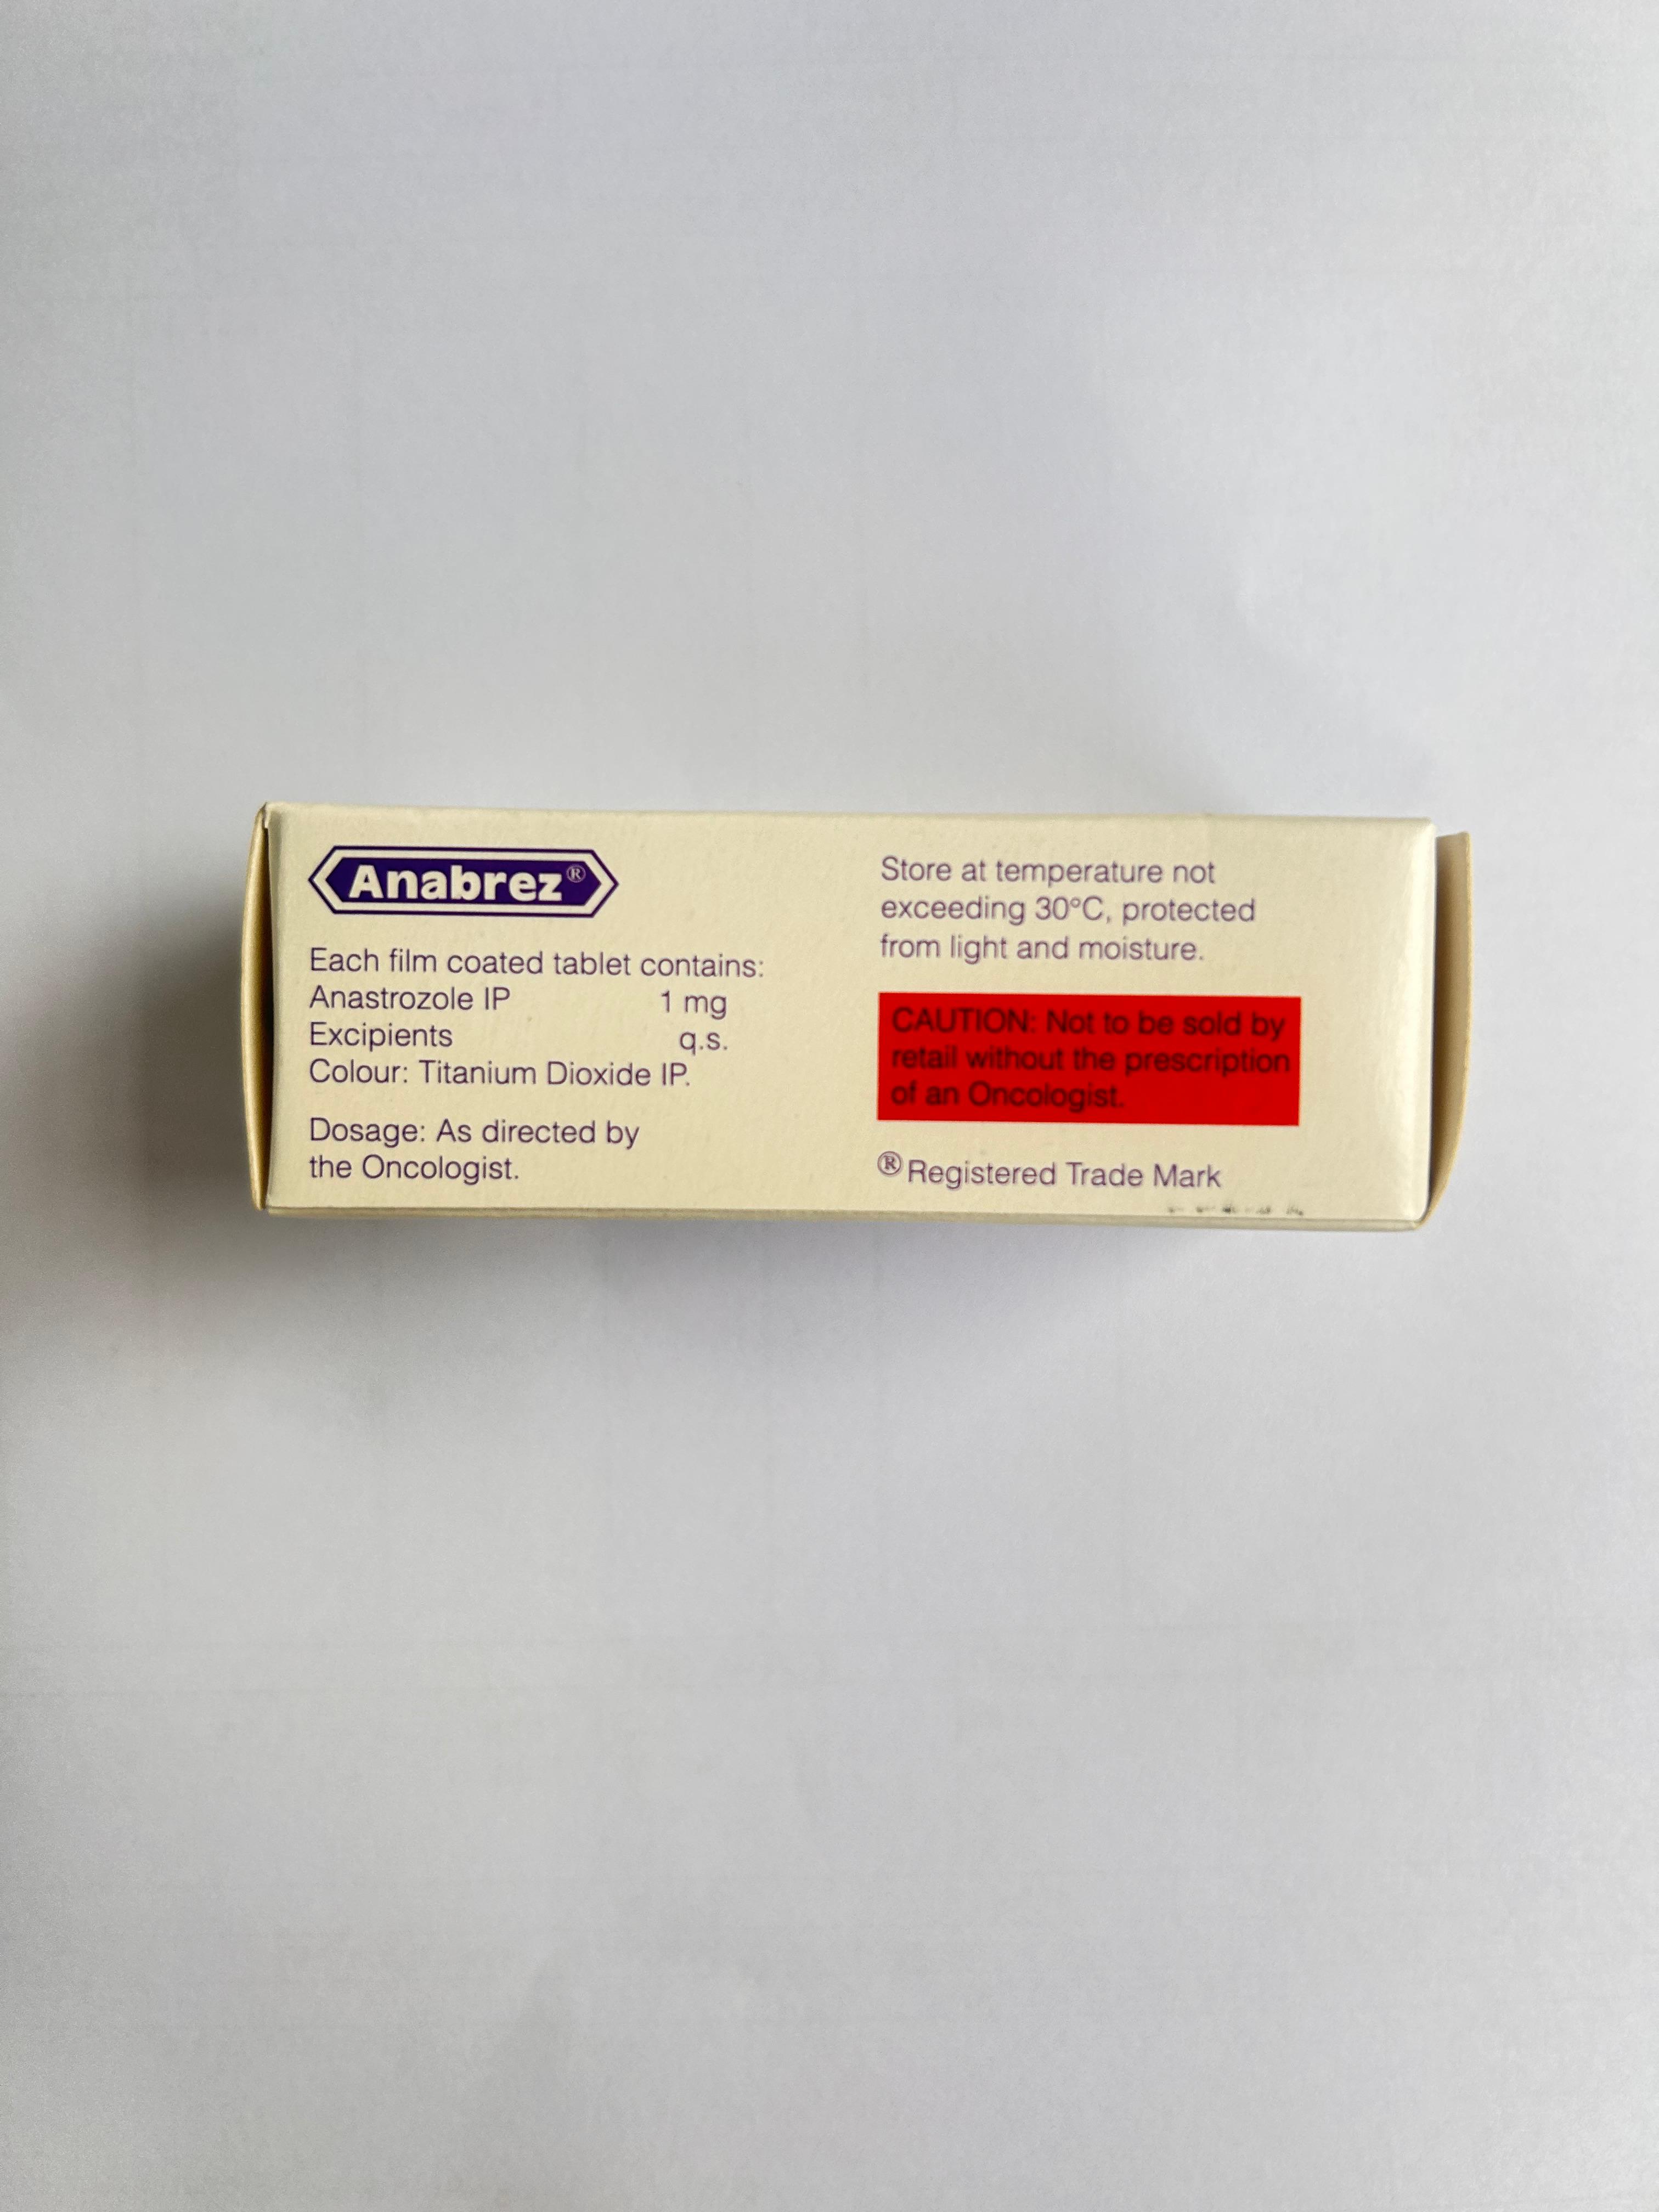 Anabrez®
Each film coated tablet contains:
Anastrozole IP 1 mg
Excipients q.s.
Colour: Titanium Dioxide IP.
Dosage: As directed by
the Oncologist.
Store at temperature not
exceeding 30°C, protected
from light and moisture.
CAUTION: Not to be sold by
retail without the prescription
of an Oncologist.
® Registered Trade Mark